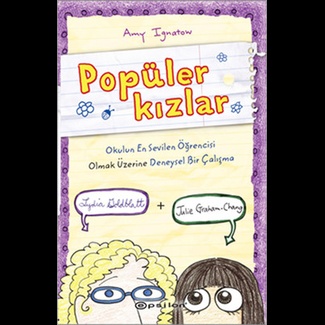 Amy Ignatow
Popüler
kızlar
Okulun En Sevilen Öğrencisi
Olmak Üzerine Deneysel Bir Çalışma
Lydia Goldblatt
+
Julie Graham-Chang
epsilon